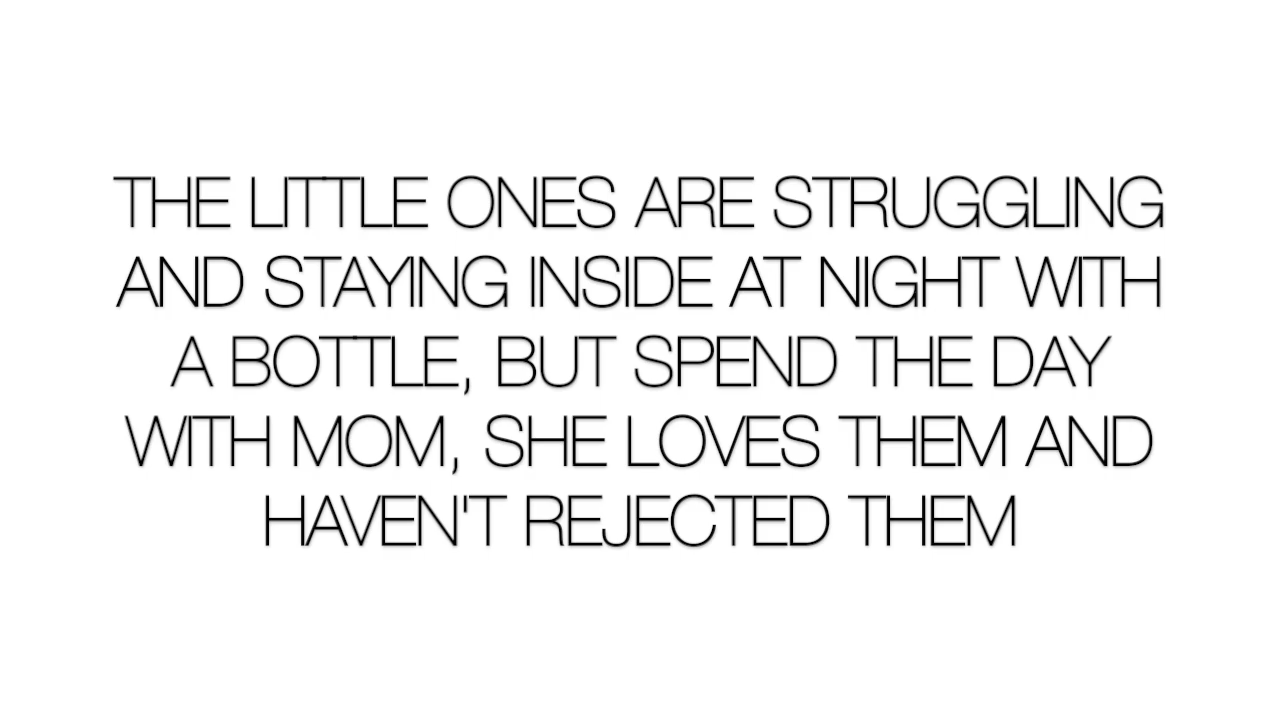 THE LITTLE ONES ARE STRUGGLING
AND STAYING INSIDE AT NIGHT WITH
A BOTTLE, BUT SPEND THE DAY
WITH MOM, SHE LOVES THEM AND
HAVEN'T REJECTED THEM